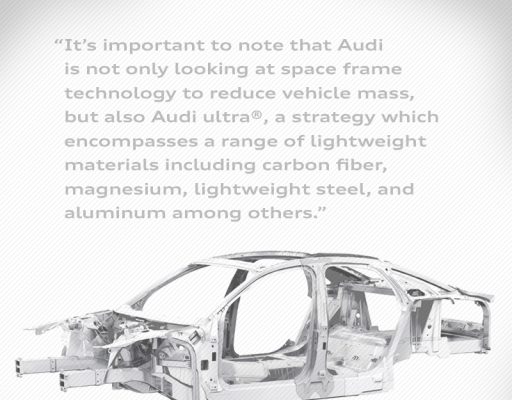 “It’s important to note that Audi
is not only looking at space frame
technology to reduce vehicle mass,
but also Audi ultra®, a strategy which
encompasses a range of lightweight
materials including carbon fiber,
magnesium, lightweight steel, and
aluminum among others.”